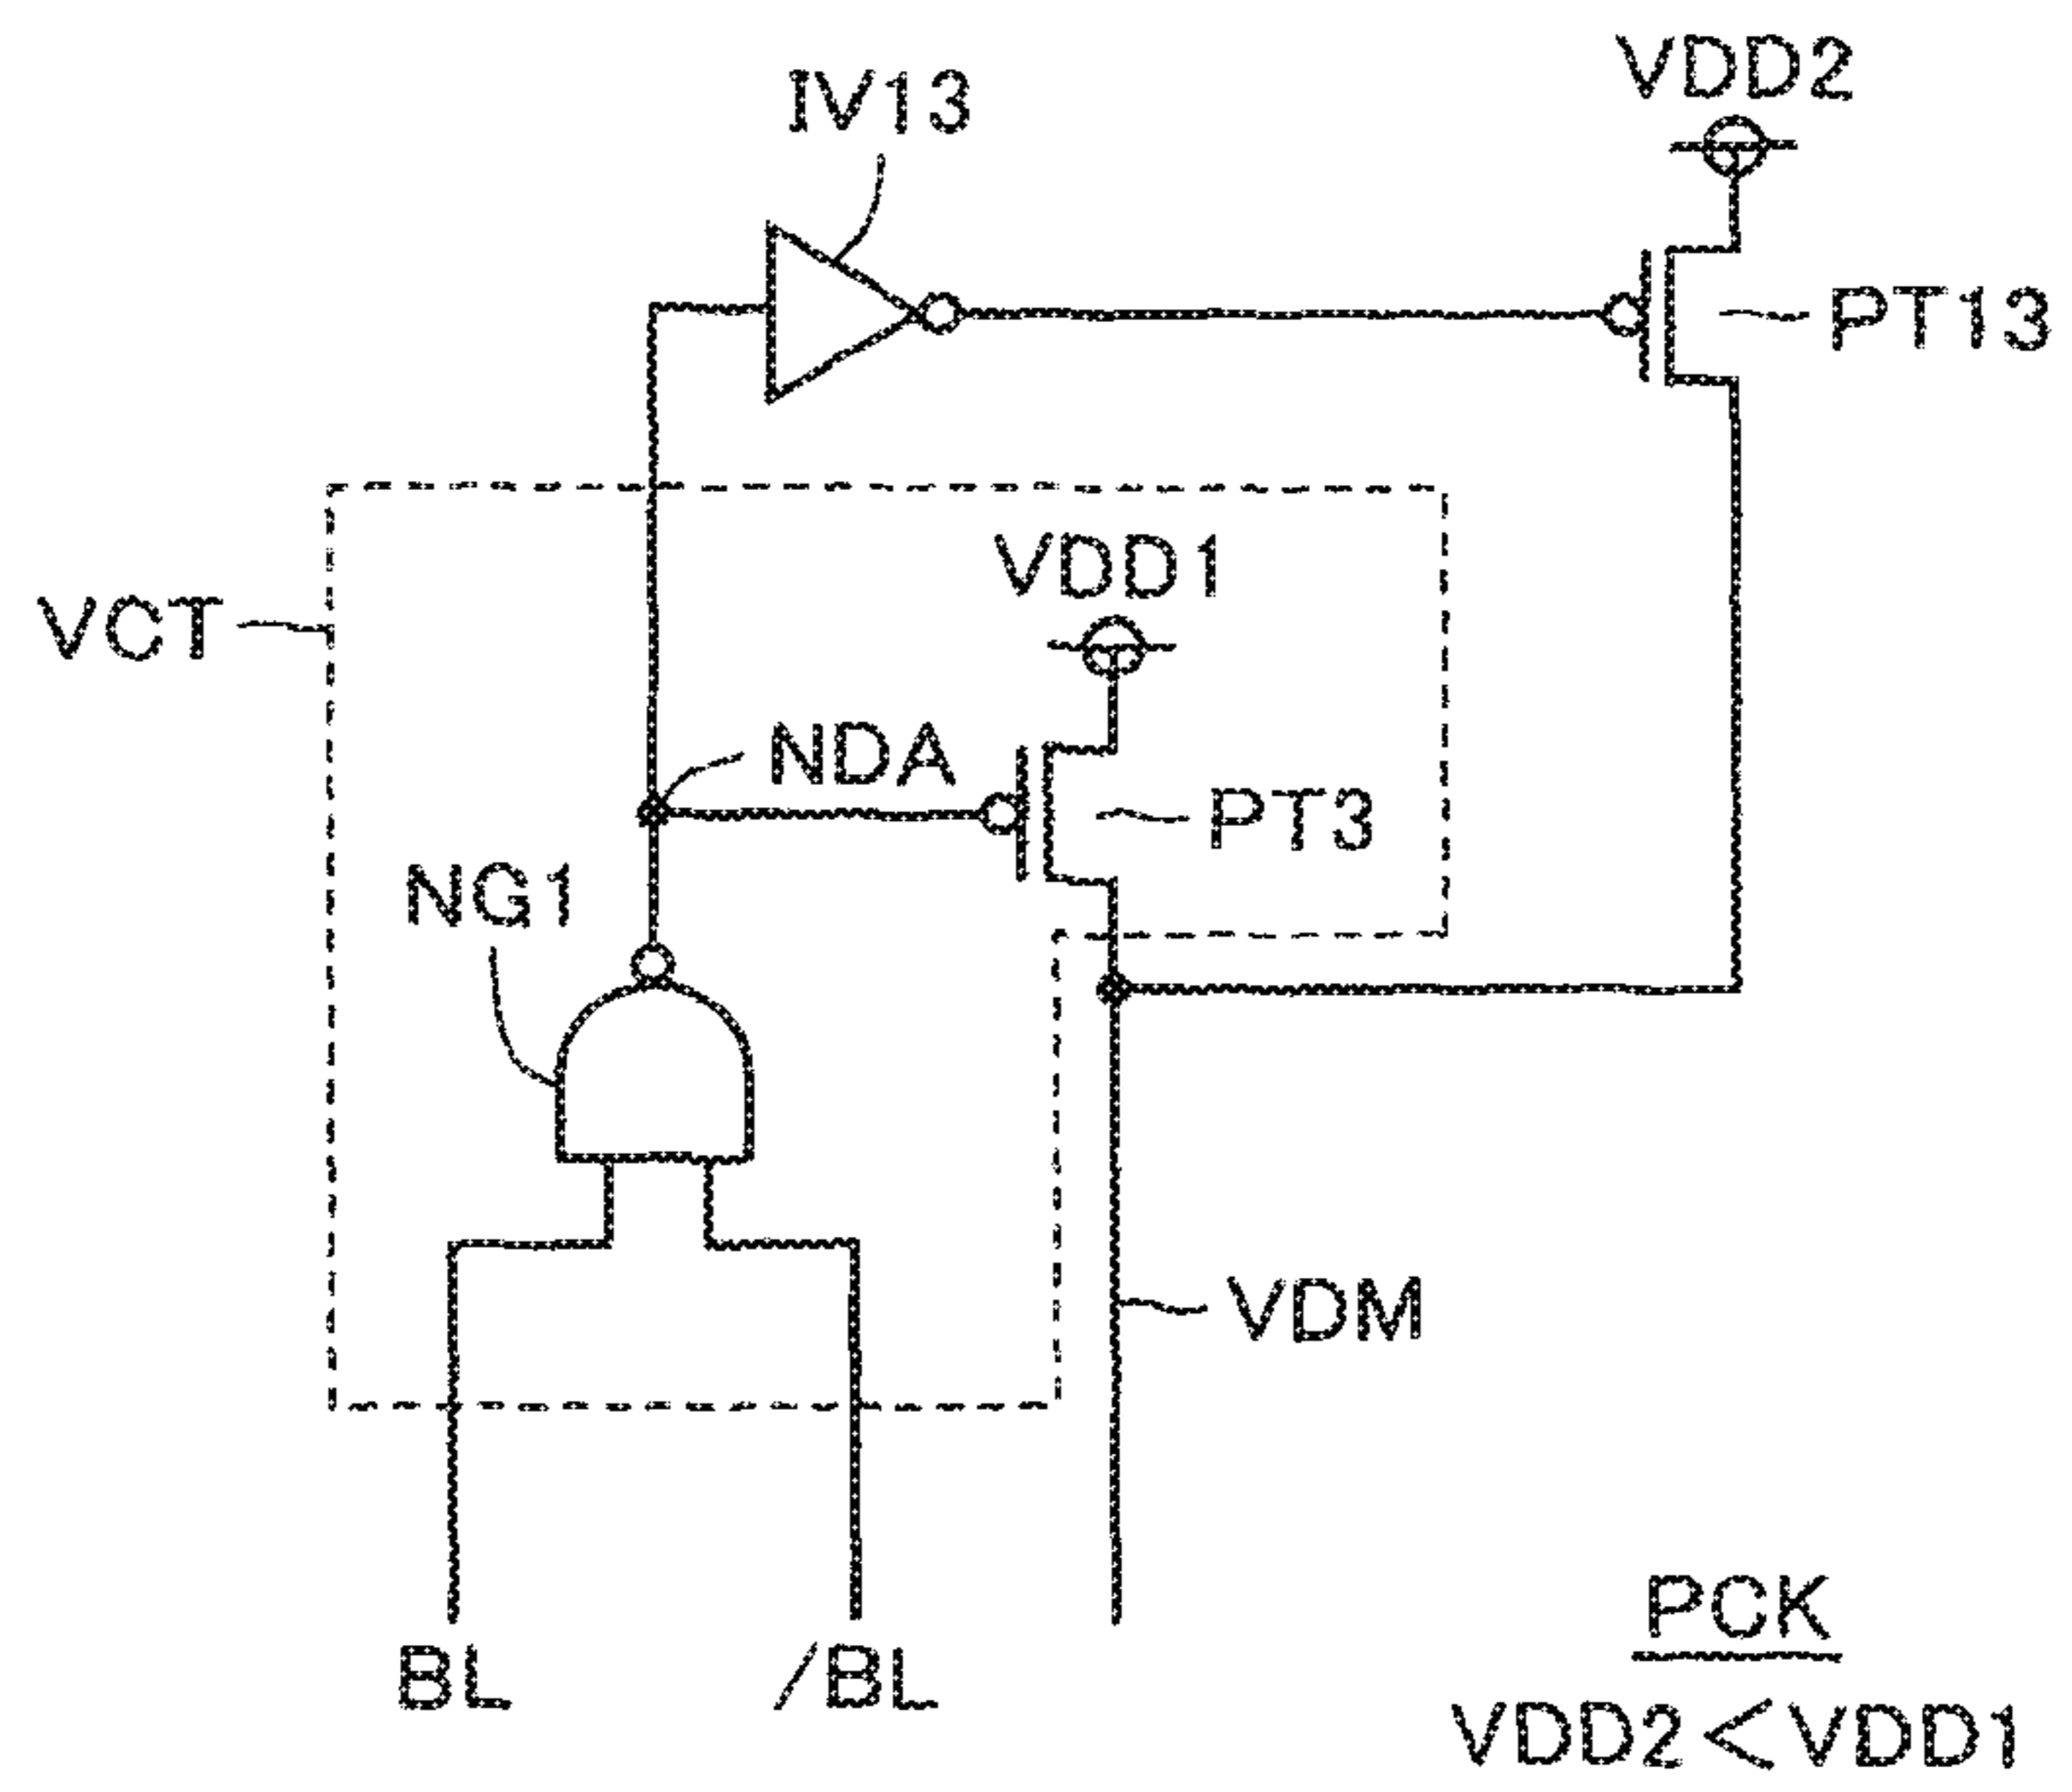 VDD2
IV13
PT13
VDD1
VCT
NDA
PT3
NG1
VDM
PCK
BL
/BL
VDD2<VDD1